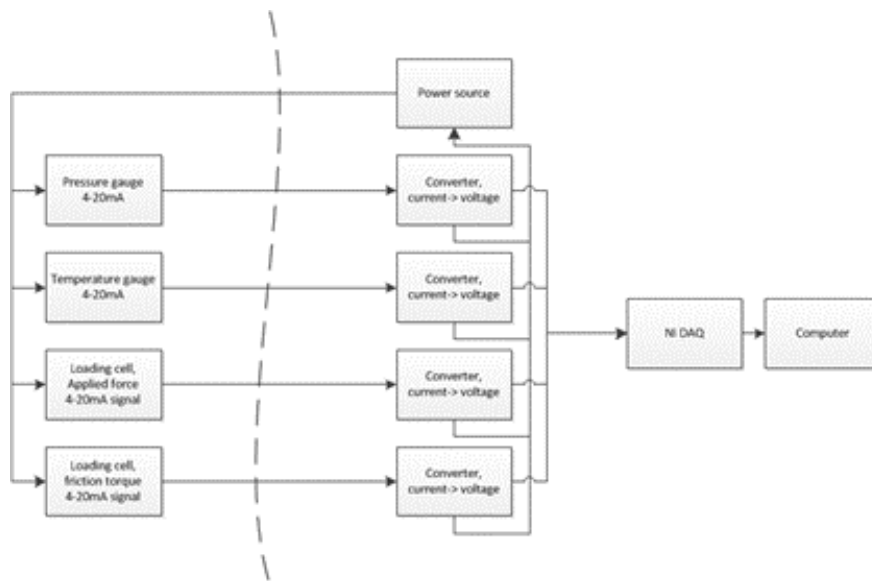 Power source
Pressure gauge
4-20mA
Converter,
current-> voltage
Temperature gauge
4-20mA
Converter,
current-> voltage
NI DAQ
Computer
Loading cell,
Applied force
4-20mA signal
Converter,
current-> voltage
Loading cell,
friction torque
4-20mA signal
Converter,
current-> voltage